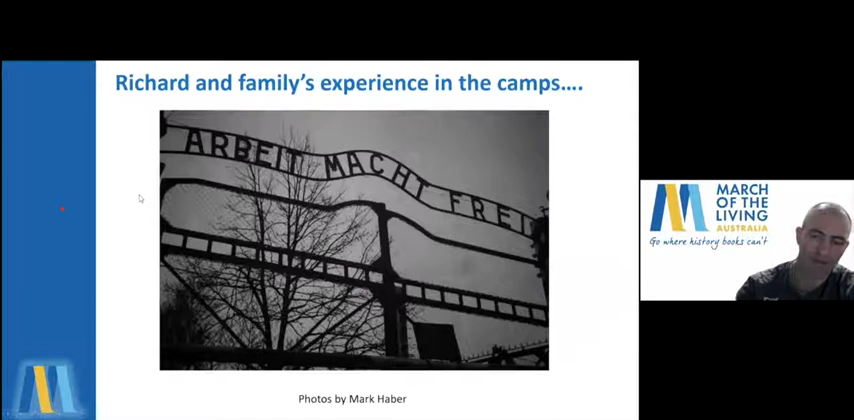 Richard and family's experience in the camps....
ARBEIT MACHT FREI
Photos by Mark Haber
MARCH
OF THE
LIVING
AUSTRALIA
Go where history books can't